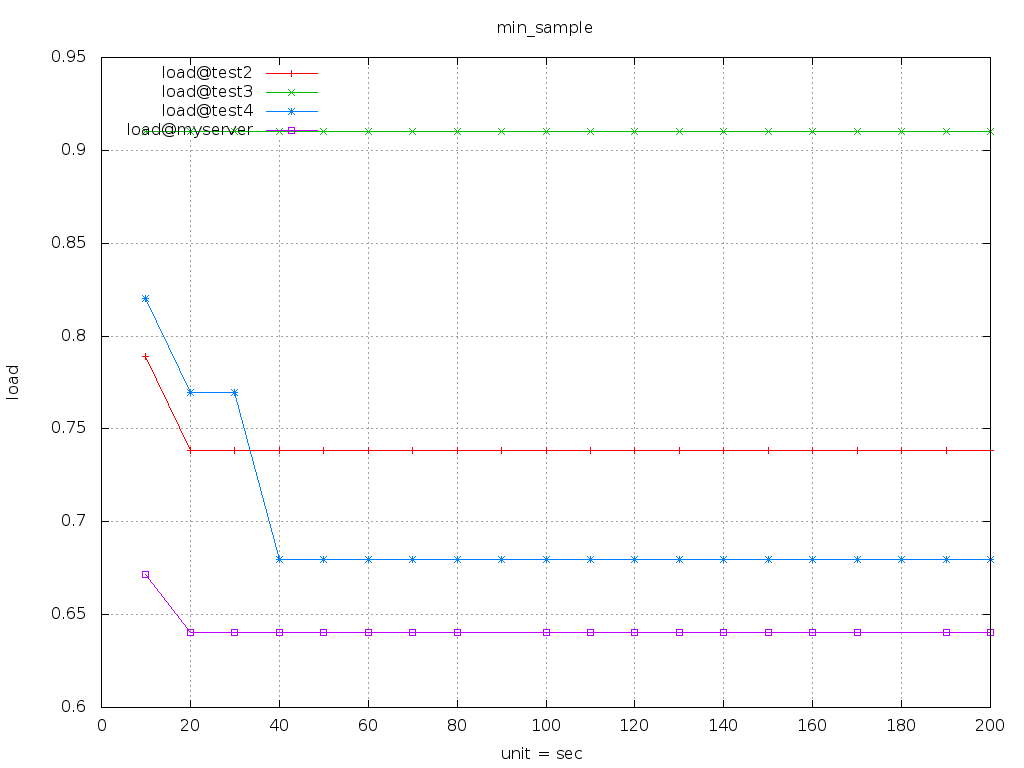 min_sample
0.95
load@test2
load@test3
load@test4
load@myserver
0.9
0.85
0.8
load
0.75
0.7
0.65
0.6
0 20 40 60 80 100 120 140 160 180 200
unit = sec